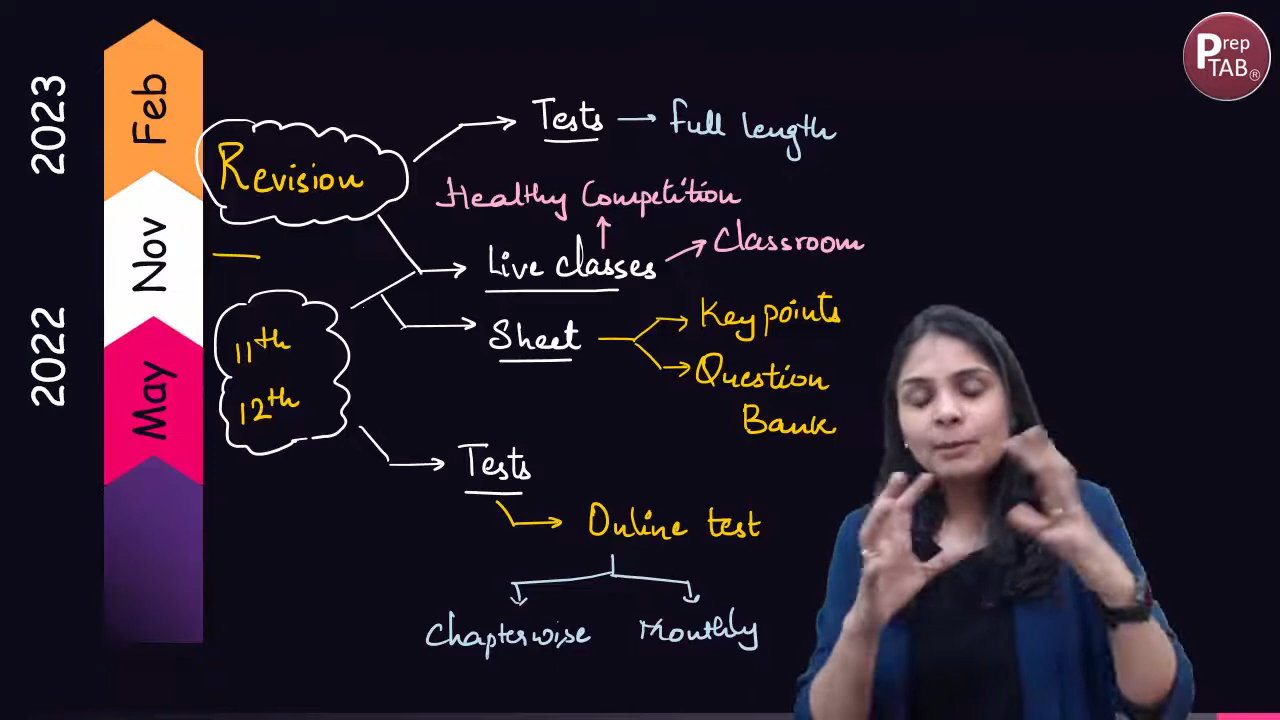 Prep
TAB®
2023
Feb
Nov
2022
May
Revision
Tests → Full length
Healthy Competition
Live classes
Classroom
11th
12th
Sheet
Key points
Question
Bank
Tests
Online test
Chapterwise
Monthly